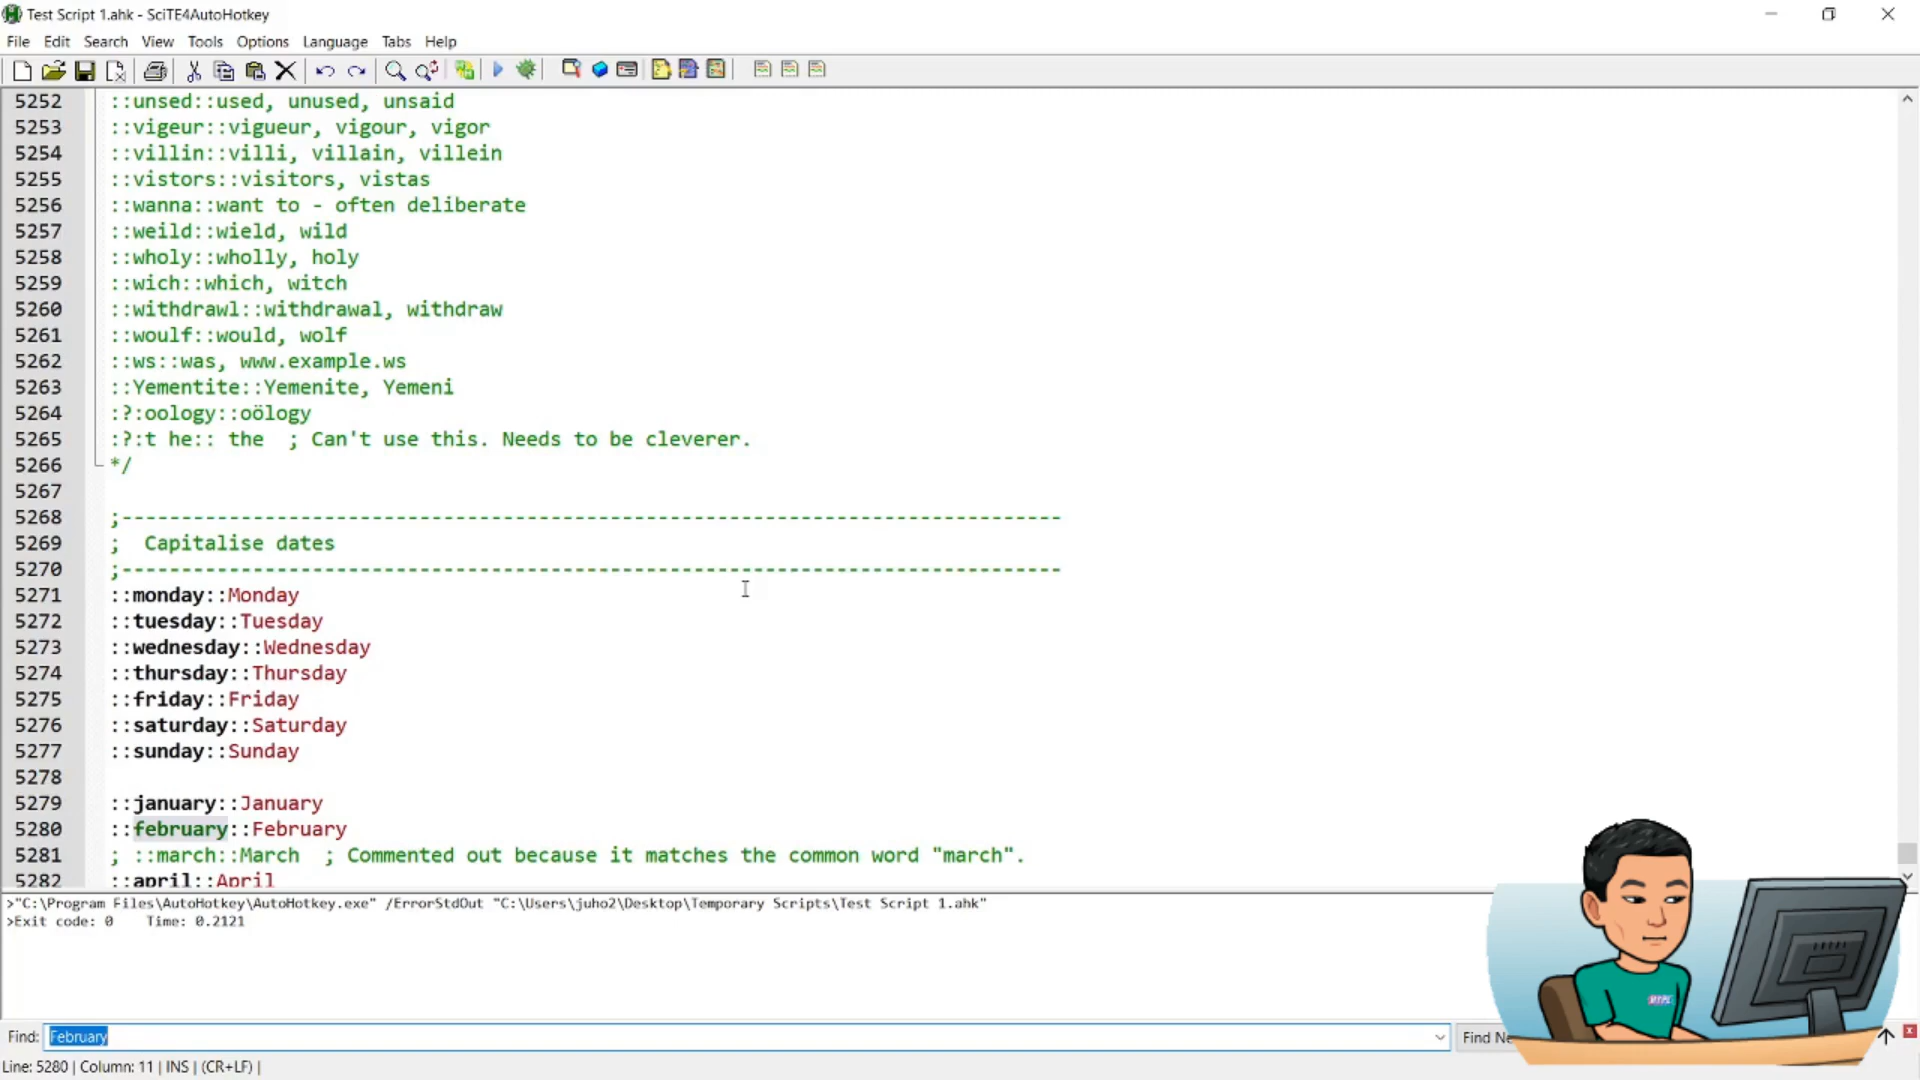 Test Script 1.ahk - SciTE4AutoHotkey
File Edit Search View Tools Options Language Tabs Help
5252 ::unsed::used, unused, unsaid
5253 ::vigeur::vigueur, vigour, vigor
5254 ::villin::villi, villain, villein
5255 ::vistors::visitors, vistas
5256 ::wanna::want to - often deliberate
5257 ::weild::wield, wild
5258 ::wholy::wholly, holy
5259 ::wich::which, witch
5260 ::withdrawl::withdrawal, withdraw
5261 ::woulf::would, wolf
5262 ::ws::was, www.example.ws
5263 ::Yementite::Yemenite, Yemeni
5264 :?:oology::oölogy
5265 :?:t he:: the  ; Can't use this. Needs to be cleverer.
5266 */
5267
5268 ;-------------------------------------------------------------------------------
5269 ;  Capitalise dates
5270 ;-------------------------------------------------------------------------------
5271 ::monday::Monday
5272 ::tuesday::Tuesday
5273 ::wednesday::Wednesday
5274 ::thursday::Thursday
5275 ::friday::Friday
5276 ::saturday::Saturday
5277 ::sunday::Sunday
5278
5279 ::january::January
5280 ::february::February
5281 ; ::march::March  ; Commented out because it matches the common word "march".
5282 ::april::April
>"C:\Program Files\AutoHotkey\AutoHotkey.exe" /ErrorStdOut "C:\Users\juho2\Desktop\Temporary Scripts\Test Script 1.ahk"
>Exit code: 0    Time: 0.2121
Find: February Find Ne
Line: 5280 | Column: 11 | INS | (CR+LF) |